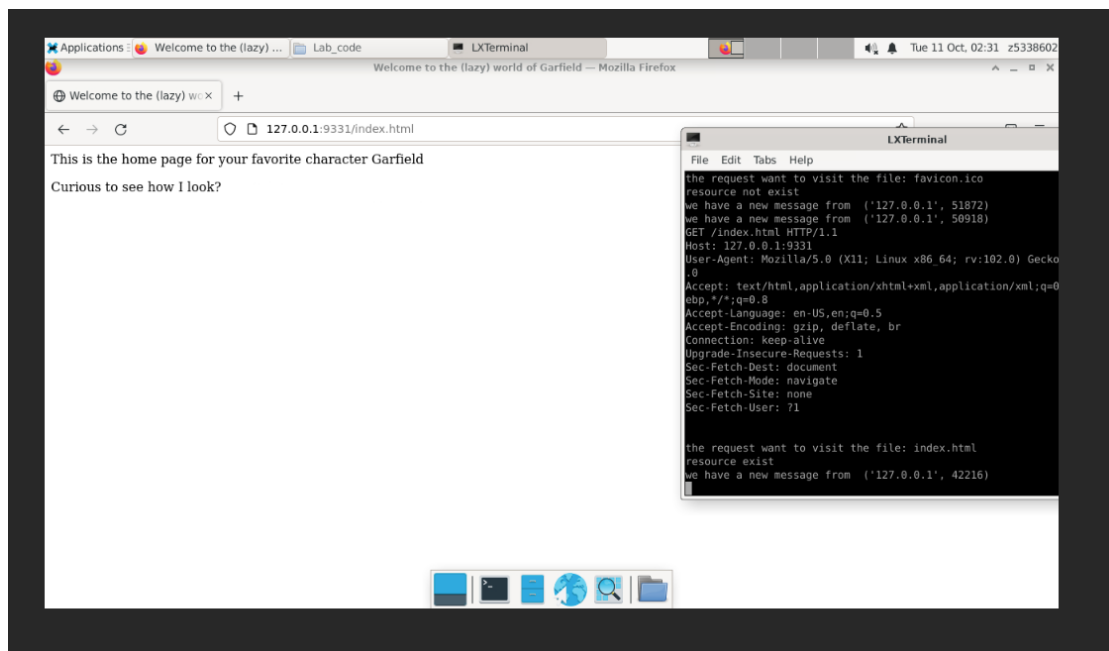 Applications Welcome to the (lazy) ... Lab_code LXTerminal Tue 11 Oct, 02:31 z5338602
Welcome to the (lazy) world of Garfield — Mozilla Firefox
Welcome to the (lazy) wo × +
127.0.0.1:9331/index.html
This is the home page for your favorite character Garfield
Curious to see how I look?
LXTerminal
File Edit Tabs Help
the request want to visit the file: favicon.ico
resource not exist
we have a new message from ('127.0.0.1', 51872)
we have a new message from ('127.0.0.1', 50918)
GET /index.html HTTP/1.1
Host: 127.0.0.1:9331
User-Agent: Mozilla/5.0 (X11; Linux x86_64; rv:102.0) Gecko
.0
Accept: text/html,application/xhtml+xml,application/xml;q=0
ebp,*/*;q=0.8
Accept-Language: en-US,en;q=0.5
Accept-Encoding: gzip, deflate, br
Connection: keep-alive
Upgrade-Insecure-Requests: 1
Sec-Fetch-Dest: document
Sec-Fetch-Mode: navigate
Sec-Fetch-Site: none
Sec-Fetch-User: ?1
the request want to visit the file: index.html
resource exist
we have a new message from ('127.0.0.1', 42216)